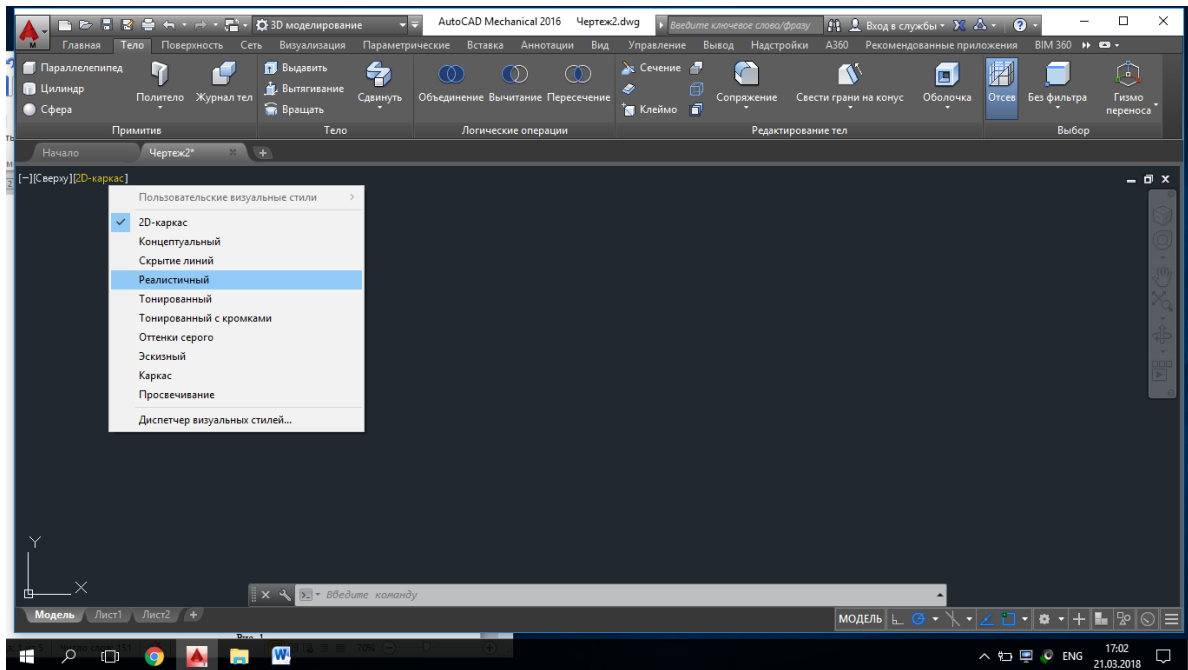 3D моделирование AutoCAD Mechanical 2016 Чертеж2.dwg Введите ключевое слово/фразу Вход в службы
Главная Тело Поверхность Сеть Визуализация Параметрические Вставка Аннотации Вид Управление Вывод Надстройки A360 Рекомендованные приложения BIM 360
Параллелепипед
Цилиндр
Сфера
Политело
Журнал тел
Выдавить
Вытягивание
Вращать
Сдвинуть
Объединение Вычитание Пересечение
Сечение
Клеймо
Сопряжение
Свести грани на конус
Оболочка
Отсев
Без фильтра
Гизмо
переноса
Примитив Тело Логические операции Редактирование тел Выбор
Начало Чертеж2*
[−][Сверху][2D-каркас]
Пользовательские визуальные стили
2D-каркас
Концептуальный
Скрытие линий
Реалистичный
Тонированный
Тонированный с кромками
Оттенки серого
Эскизный
Каркас
Просвечивание
Диспетчер визуальных стилей...
Y
X
Введите команду
Модель Лист1 Лист2 +
МОДЕЛЬ
ENG
17:02
21.03.2018